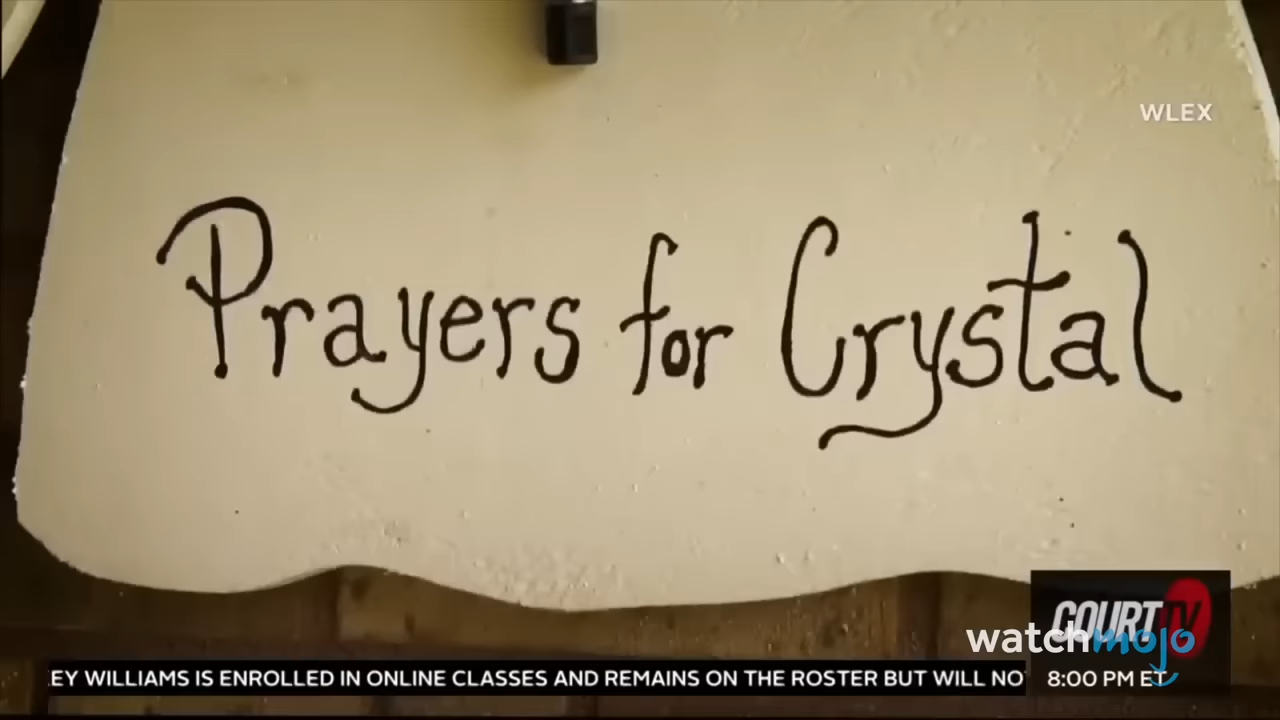 WLEX
Prayers for Crystal
COURT TV
watchmojo
EY WILLIAMS IS ENROLLED IN ONLINE CLASSES AND REMAINS ON THE ROSTER BUT WILL NO
8:00 PM ET